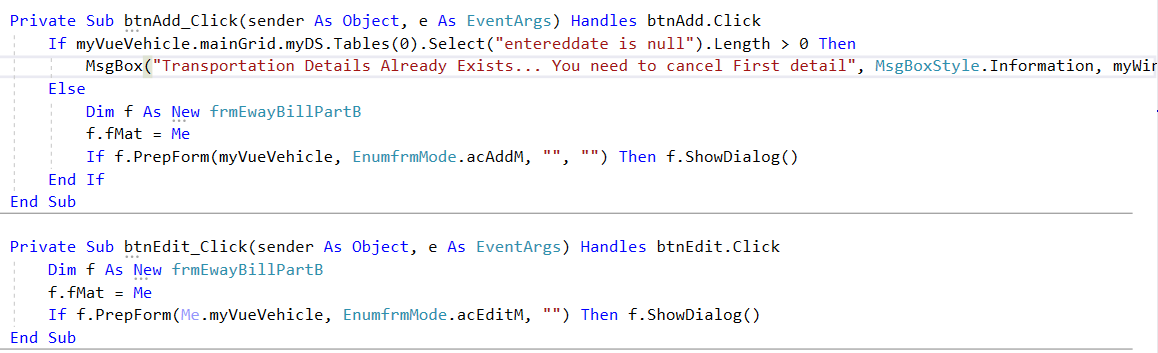 Private Sub btnAdd_Click(sender As Object, e As EventArgs) Handles btnAdd.Click
If myVueVehicle.mainGrid.myDS.Tables(0).Select("entereddate is null").Length > 0 Then
MsgBox("Transportation Details Already Exists... You need to cancel First detail", MsgBoxStyle.Information, myWin
Else
Dim f As New frmEwayBillPartB
f.fMat = Me
If f.PrepForm(myVueVehicle, EnumfrmMode.acAddM, "", "") Then f.ShowDialog()
End If
End Sub
Private Sub btnEdit_Click(sender As Object, e As EventArgs) Handles btnEdit.Click
Dim f As New frmEwayBillPartB
f.fMat = Me
If f.PrepForm(Me.myVueVehicle, EnumfrmMode.acEditM, "") Then f.ShowDialog()
End Sub